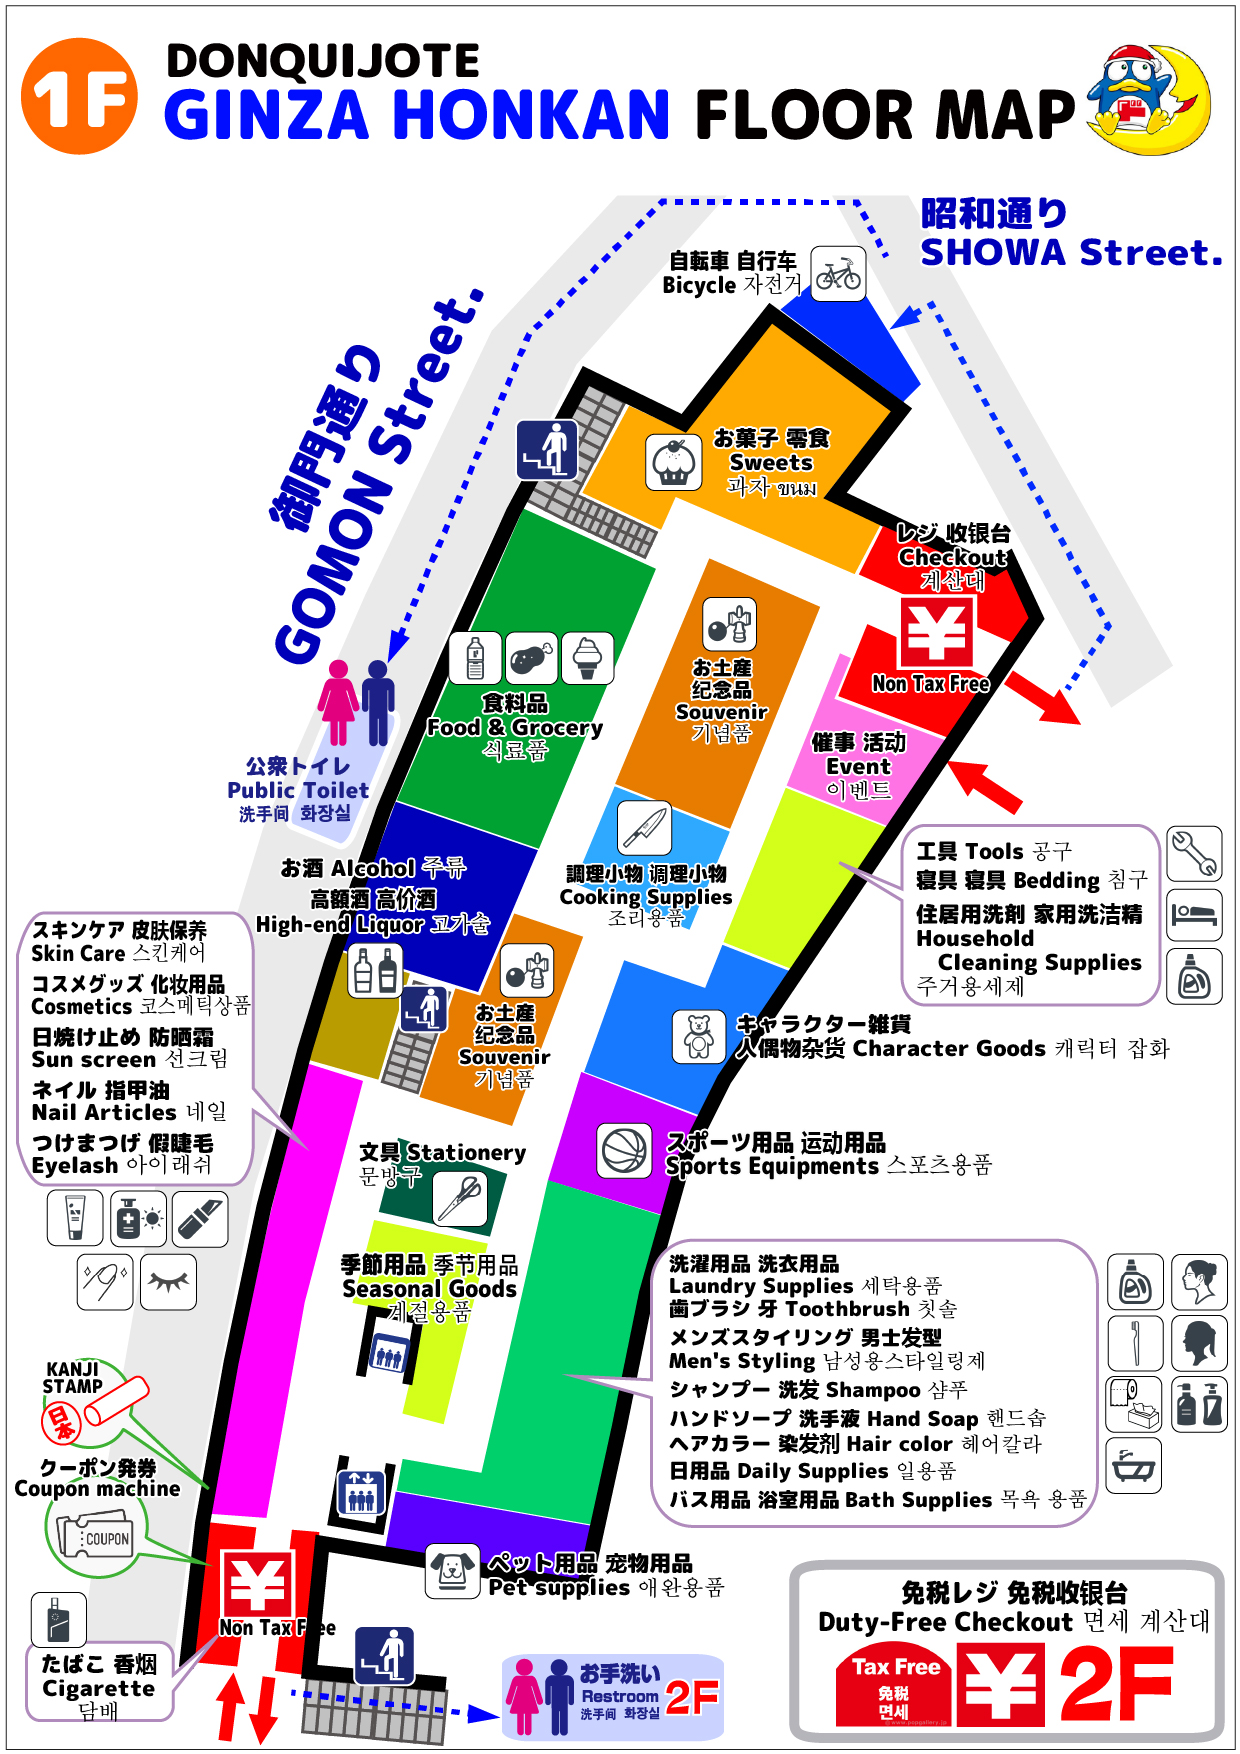 1F
DONQUIJOTE
GINZA HONKAN FLOOR MAP
昭和通り
SHOWA Street.
自転車 自行车
Bicycle 자전거
御門通り
GOMON Street.
お菓子 零食
Sweets
과자 ขนม
レジ 收银台
Checkout
계산대
¥
Non Tax Free
お土産
纪念品
Souvenir
기념품
食料品
Food & Grocery
식료품
催事 活动
Event
이벤트
公衆トイレ
Public Toilet
洗手间 화장실
お酒 Alcohol 주류
高額酒 高价酒
High-end Liquor 고가술
調理小物 调理小物
Cooking Supplies
조리용품
工具 Tools 공구
寝具 寝具 Bedding 침구
住居用洗剤 家用洗洁精
Household
Cleaning Supplies
주거용세제
スキンケア 皮肤保养
Skin Care 스킨케어
コスメグッズ 化妆用品
Cosmetics 코스메틱상품
日焼け止め 防晒霜
Sun screen 선크림
ネイル 指甲油
Nail Articles 네일
つけまつげ 假睫毛
Eyelash 아이래쉬
お土産
纪念品
Souvenir
기념품
キャラクター雑貨
人偶物杂货 Character Goods 캐릭터 잡화
文具 Stationery
문방구
スポーツ用品 运动用品
Sports Equipments 스포츠용품
季節用品 季节用品
Seasonal Goods
계절용품
洗濯用品 洗衣用品
Laundry Supplies 세탁용품
歯ブラシ 牙 Toothbrush 칫솔
メンズスタイリング 男士发型
Men's Styling 남성용스타일링제
シャンプー 洗发 Shampoo 샴푸
ハンドソープ 洗手液 Hand Soap 핸드솝
ヘアカラー 染发剂 Hair color 헤어칼라
日用品 Daily Supplies 일용품
バス用品 浴室用品 Bath Supplies 목욕 용품
KANJI
STAMP
日本
クーポン発券
Coupon machine
COUPON
¥
Non Tax Free
ペット用品 宠物用品
Pet supplies 애완용품
たばこ 香烟
Cigarette
담배
お手洗い
Restroom
洗手间 화장실
2F
免税レジ 免税收银台
Duty-Free Checkout 면세 계산대
Tax Free
免税
면세
©www.popgallery.jp
¥
2F